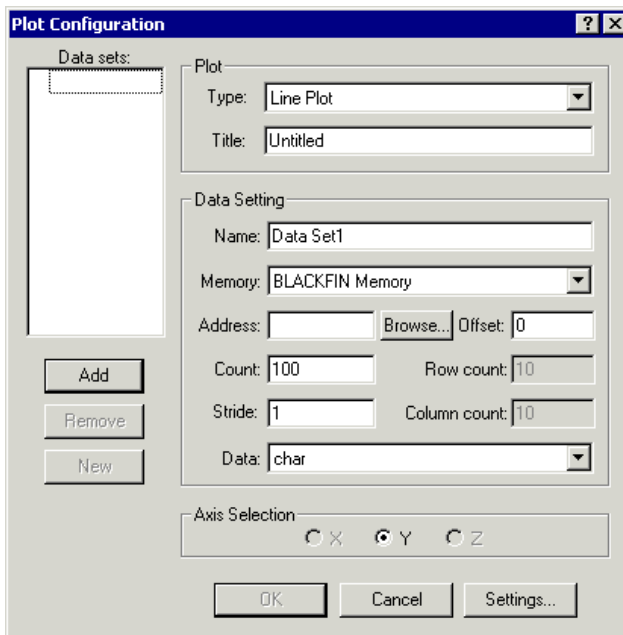 Plot Configuration
Data sets:
Add
Remove
New
Plot
Type: Line Plot
Title: Untitled
Data Setting
Name: Data Set1
Memory: BLACKFIN Memory
Address: Browse... Offset: 0
Count: 100 Row count: 10
Stride: 1 Column count: 10
Data: char
Axis Selection
X Y Z
OK Cancel Settings...